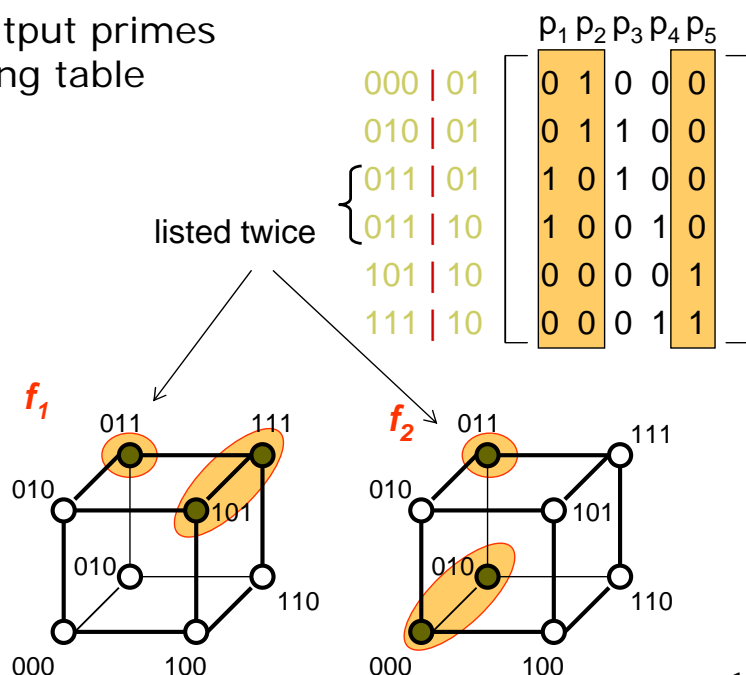 tput primes
ng table
p1 p2 p3 p4 p5
000 | 01 0 1 0 0 0
010 | 01 0 1 1 0 0
011 | 01 1 0 1 0 0
011 | 10 1 0 0 1 0
101 | 10 0 0 0 0 1
111 | 10 0 0 0 1 1
listed twice
f1
011 111
010
101
010
110
000 100
f2
011
111
010
101
010
110
000 100